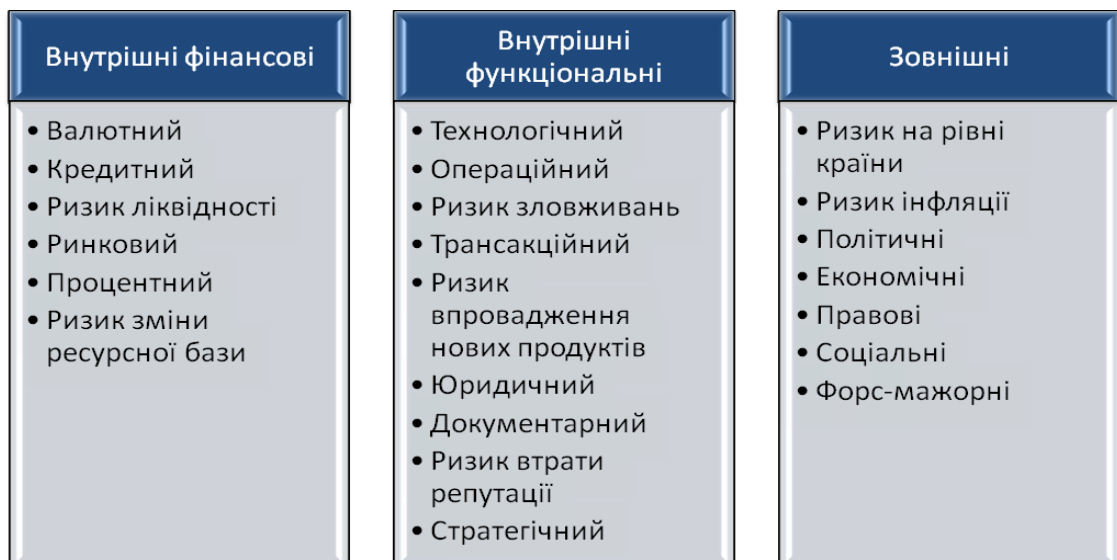 Внутрішні фінансові
• Валютний
• Кредитний
• Ризик ліквідності
• Ринковий
• Процентний
• Ризик зміни
ресурсної бази
Внутрішні
функціональні
• Технологічний
• Операційний
• Ризик зловживань
• Трансакційний
• Ризик
впровадження
нових продуктів
• Юридичний
• Документарний
• Ризик втрати
репутації
• Стратегічний
Зовнішні
• Ризик на рівні
країни
• Ризик інфляції
• Політичні
• Економічні
• Правові
• Соціальні
• Форс-мажорні